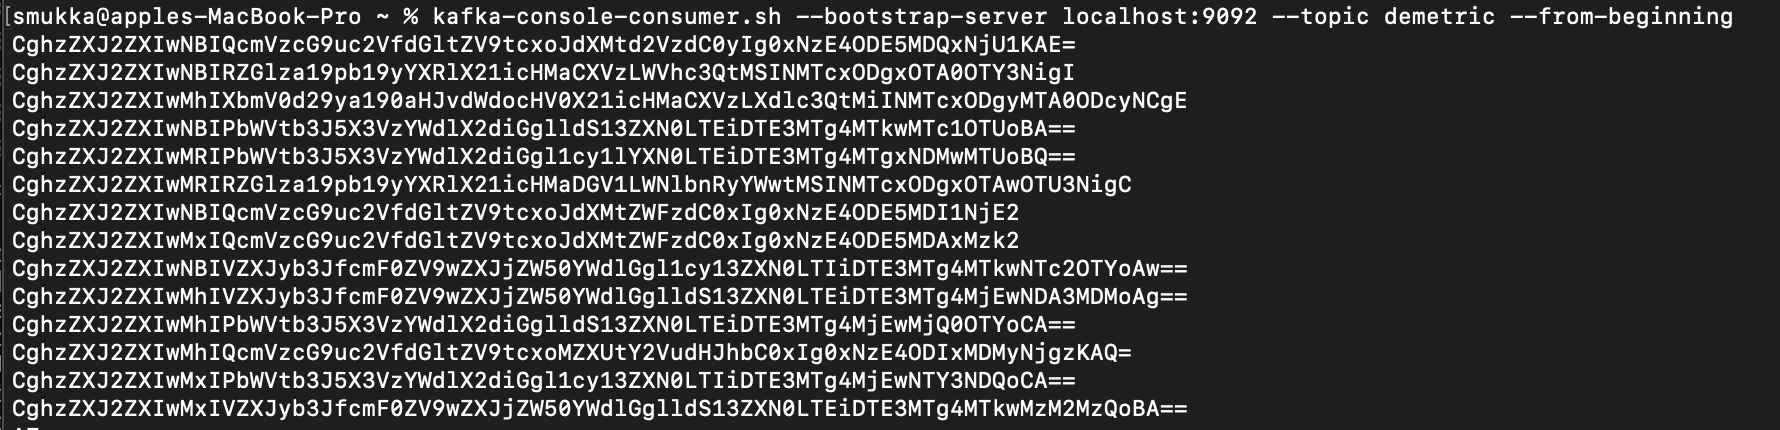 [smukka@apples-MacBook-Pro ~ % kafka-console-consumer.sh --bootstrap-server localhost:9092 --topic demetric --from-beginning
CghzZXJ2ZXIwNBIQcmVzcG9uc2VfdGltZV9tcxoJdXMtd2VzdC0yIg0xNzE4ODE5MDQxNjU1KAE=
CghzZXJ2ZXIwNBIRZGlza19pb19yYXRlX21icHMaCXVzLWVhc3QtMSINMTcxODgxOTA0OTY3NigI
CghzZXJ2ZXIwMhIXbmV0d29ya190aHJvdWdocHV0X21icHMaCXVzLXdlc3QtMiINMTcxODgyMTA0ODcyNCgE
CghzZXJ2ZXIwNBIPbWVtb3J5X3VzYWdlX2diGglldS13ZXN0LTEiDTE3MTg4MTkwMTc1OTUoBA==
CghzZXJ2ZXIwMRIPbWVtb3J5X3VzYWdlX2diGgl1cy1lYXN0LTEiDTE3MTg4MTgxNDMwMTUoBQ==
CghzZXJ2ZXIwMRIRZGlza19pb19yYXRlX21icHMaDGV1LWNlbnRyYWwtMSINMTcxODgxOTAwOTU3NigC
CghzZXJ2ZXIwNBIQcmVzcG9uc2VfdGltZV9tcxoJdXMtZWFzdC0xIg0xNzE4ODE5MDI1NjE2
CghzZXJ2ZXIwMxIQcmVzcG9uc2VfdGltZV9tcxoJdXMtZWFzdC0xIg0xNzE4ODE5MDAxMzk2
CghzZXJ2ZXIwNBIVZXJyb3JfcmF0ZV9wZXJjZW50YWdlGgl1cy13ZXN0LTIiDTE3MTg4MTkwNTc2OTYoAw==
CghzZXJ2ZXIwMhIVZXJyb3JfcmF0ZV9wZXJjZW50YWdlGglldS13ZXN0LTEiDTE3MTg4MjEwNDA3MDMoAg==
CghzZXJ2ZXIwMhIPbWVtb3J5X3VzYWdlX2diGglldS13ZXN0LTEiDTE3MTg4MjEwMjQ0OTYoCA==
CghzZXJ2ZXIwMhIQcmVzcG9uc2VfdGltZV9tcxoMZXUtY2VudHJhbC0xIg0xNzE4ODIxMDMyNjgzKAQ=
CghzZXJ2ZXIwMxIPbWVtb3J5X3VzYWdlX2diGgl1cy13ZXN0LTIiDTE3MTg4MjEwNTY3NDQoCA==
CghzZXJ2ZXIwMxIVZXJyb3JfcmF0ZV9wZXJjZW50YWdlGglldS13ZXN0LTEiDTE3MTg4MTkwMzM2MzQoBA==